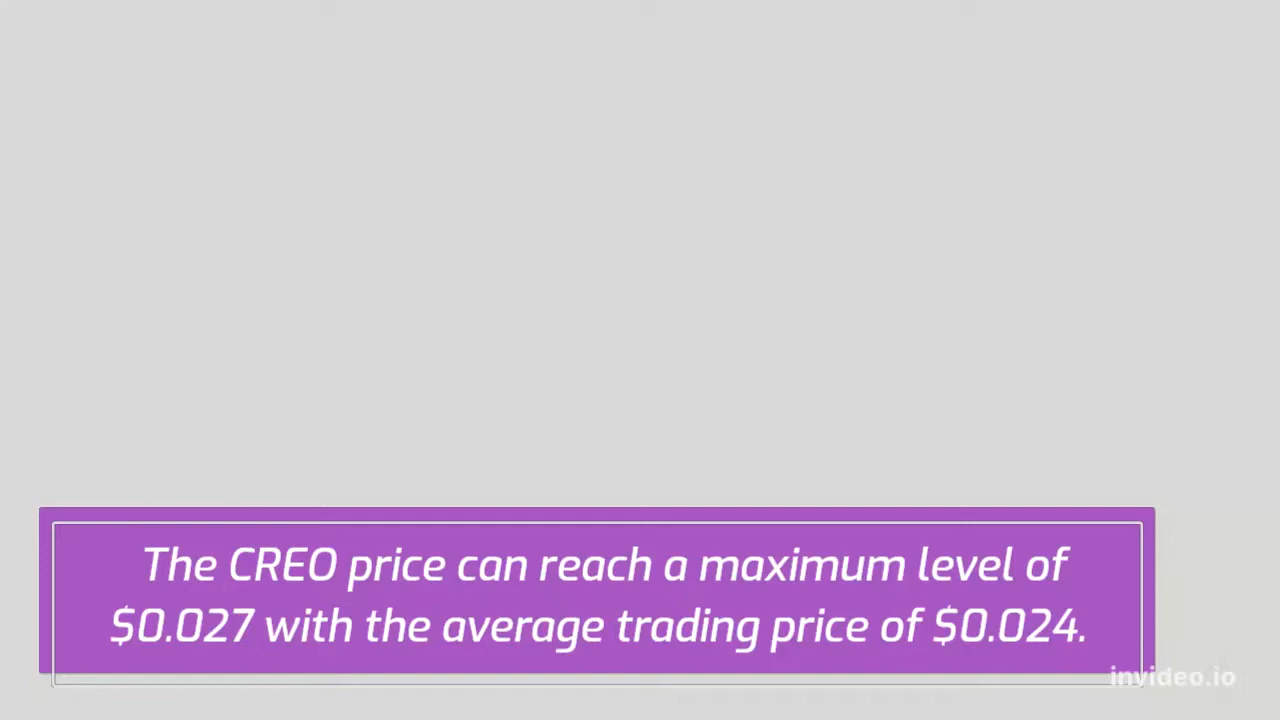 The CREO price can reach a maximum level of
$0.027 with the average trading price of $0.024.
invideo.io